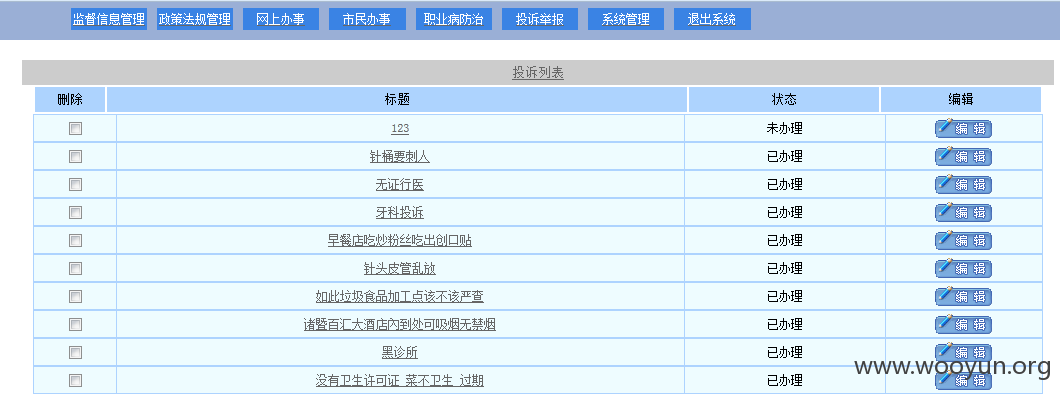 监督信息管理 政策法规管理 网上办事 市民办事 职业病防治 投诉举报 系统管理 退出系统
投诉列表
删除 标题 状态 编辑
123 未办理 编 辑
针桶要刺人 已办理 编 辑
无证行医 已办理 编 辑
牙科投诉 已办理 编 辑
早餐店吃炒粉丝吃出创口贴 已办理 编 辑
针头皮管乱放 已办理 编 辑
如此垃圾食品加工点该不该严查 已办理 编 辑
诸暨百汇大酒店内到处可吸烟无禁烟 已办理 编 辑
黑诊所 已办理 编 辑
www.wooyun.org
没有卫生许可证 菜不卫生 过期 已办理 编 辑